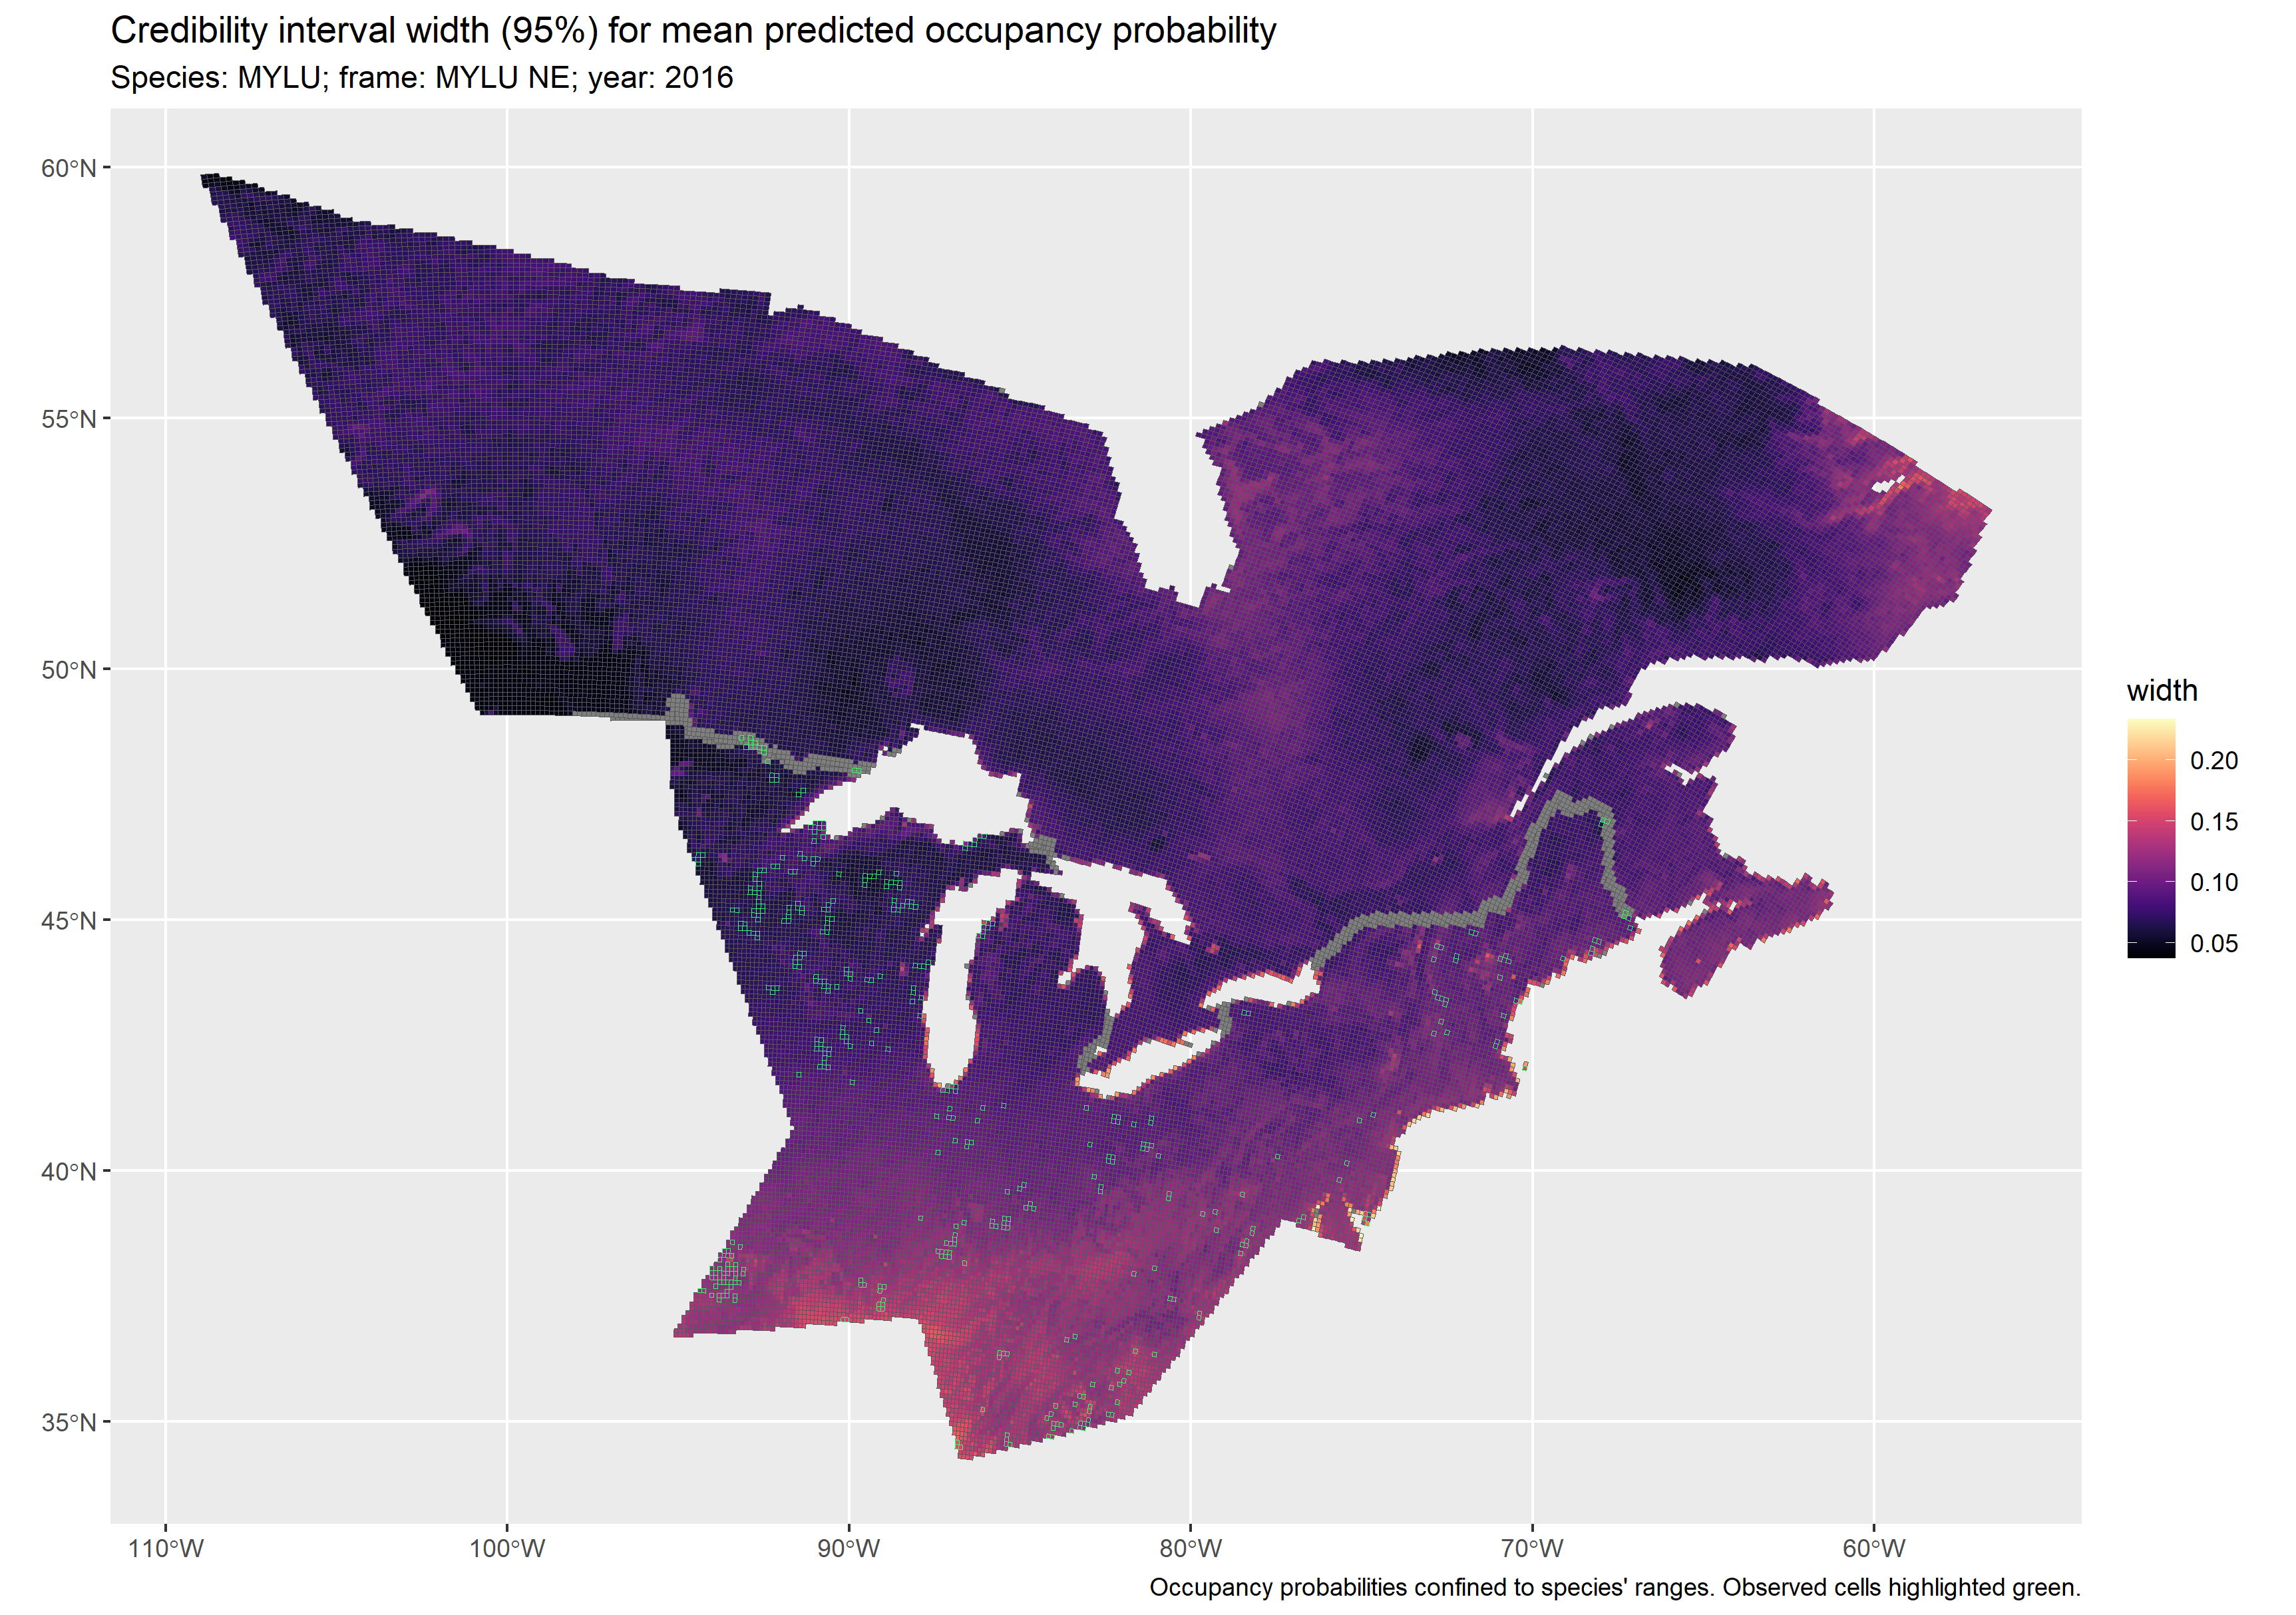 Credibility interval width (95%) for mean predicted occupancy probability
Species: MYLU; frame: MYLU NE; year: 2016
60°N
55°N
50°N
45°N
40°N
35°N
110°W
100°W
90°W
80°W
70°W
60°W
width
0.20
0.15
0.10
0.05
Occupancy probabilities confined to species' ranges. Observed cells highlighted green.